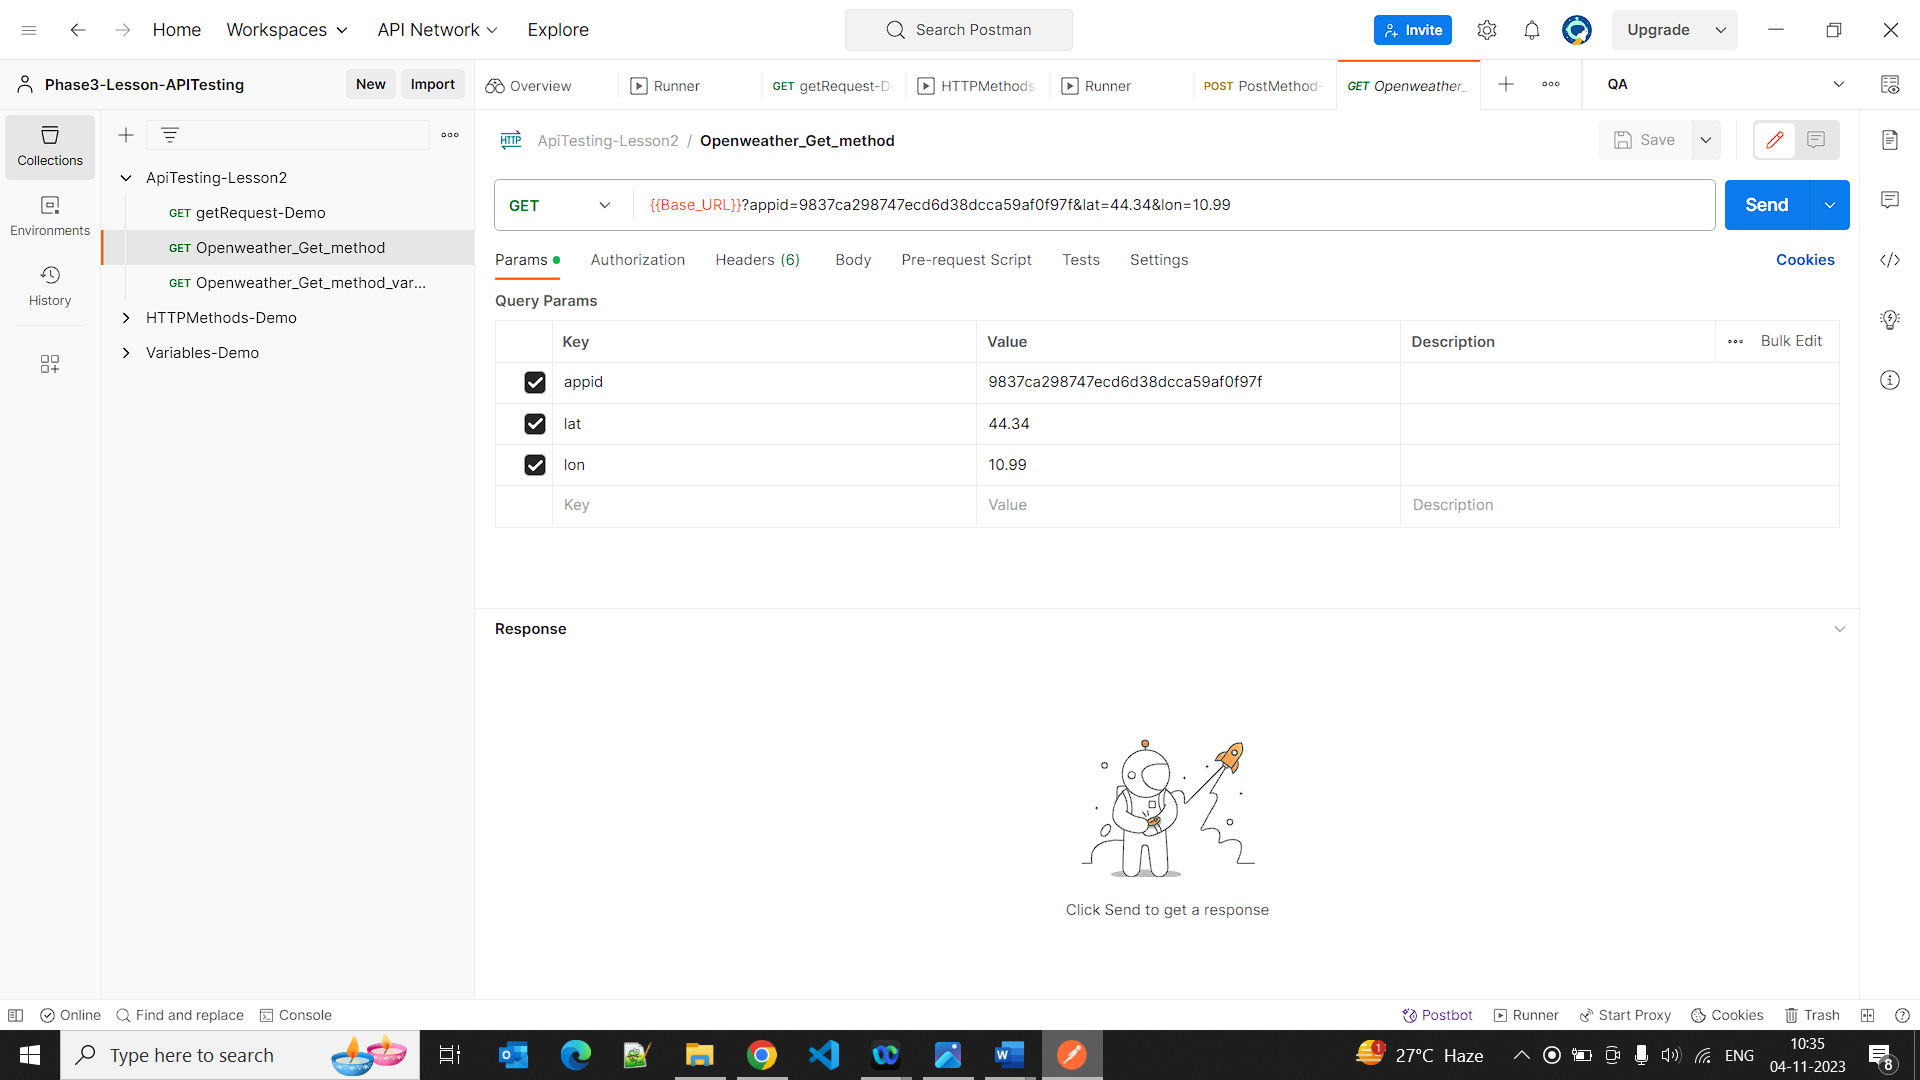 Home
Workspaces
API Network
Explore
Search Postman
Invite
Upgrade
Phase3-Lesson-APITesting
New
Import
Overview
Runner
GET getRequest-D
HTTPMethods
Runner
POST PostMethod-
GET Openweather_
QA
Collections
Environments
History
ApiTesting-Lesson2
GET getRequest-Demo
GET Openweather_Get_method
GET Openweather_Get_method_var...
HTTPMethods-Demo
Variables-Demo
HTTP ApiTesting-Lesson2 / Openweather_Get_method
Save
GET
{{Base_URL}}?appid=9837ca298747ecd6d38dcca59af0f97f&lat=44.34&lon=10.99
Send
Params
Authorization
Headers (6)
Body
Pre-request Script
Tests
Settings
Cookies
Query Params
Key Value Description Bulk Edit
appid 9837ca298747ecd6d38dcca59af0f97f
lat 44.34
lon 10.99
Key Value Description
Response
Click Send to get a response
Online
Find and replace
Console
Postbot
Runner
Start Proxy
Cookies
Trash
Type here to search
1
27°C Haze
ENG
10:35
04-11-2023
8